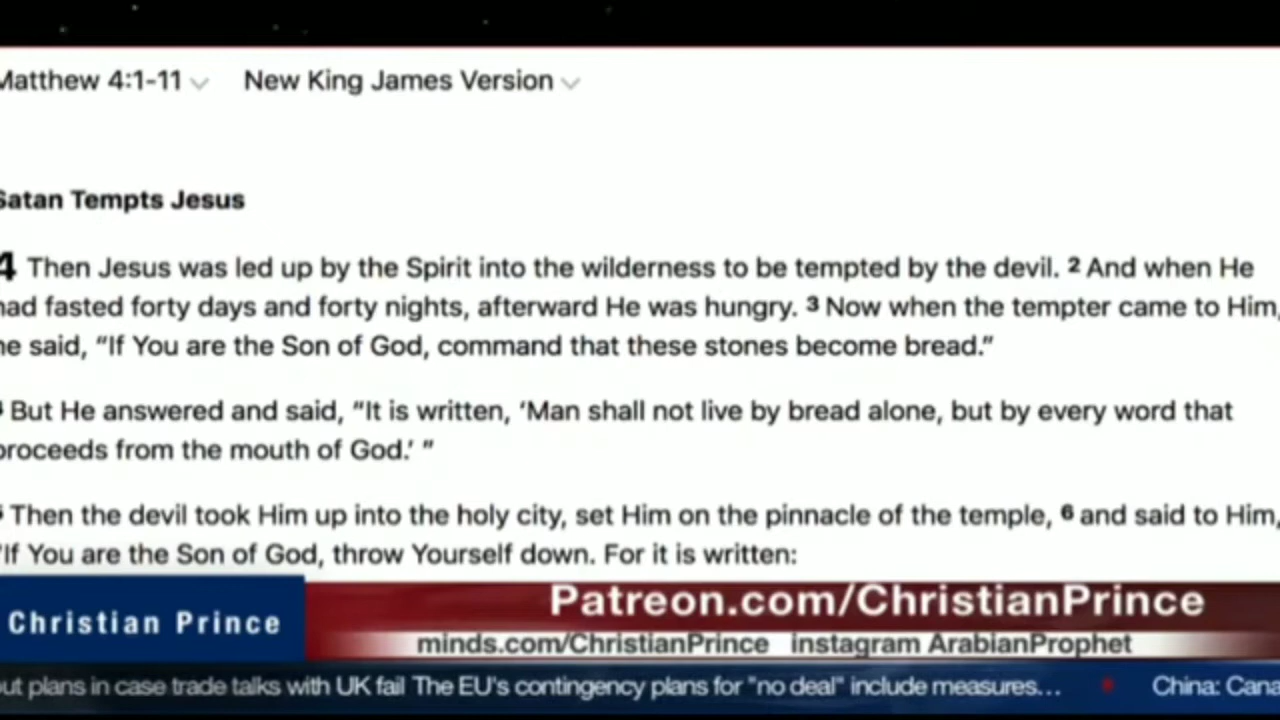 Matthew 4:1-11 New King James Version
Satan Tempts Jesus
4 Then Jesus was led up by the Spirit into the wilderness to be tempted by the devil. 2 And when He
had fasted forty days and forty nights, afterward He was hungry. 3 Now when the tempter came to Him,
he said, “If You are the Son of God, command that these stones become bread.”
But He answered and said, “It is written, ‘Man shall not live by bread alone, but by every word that
proceeds from the mouth of God.’ ”
Then the devil took Him up into the holy city, set Him on the pinnacle of the temple, 6 and said to Him,
“If You are the Son of God, throw Yourself down. For it is written:
Christian Prince
Patreon.com/ChristianPrince
minds.com/ChristianPrince instagram ArabianProphet
out plans in case trade talks with UK fail The EU's contingency plans for "no deal" include measures... China: Cana